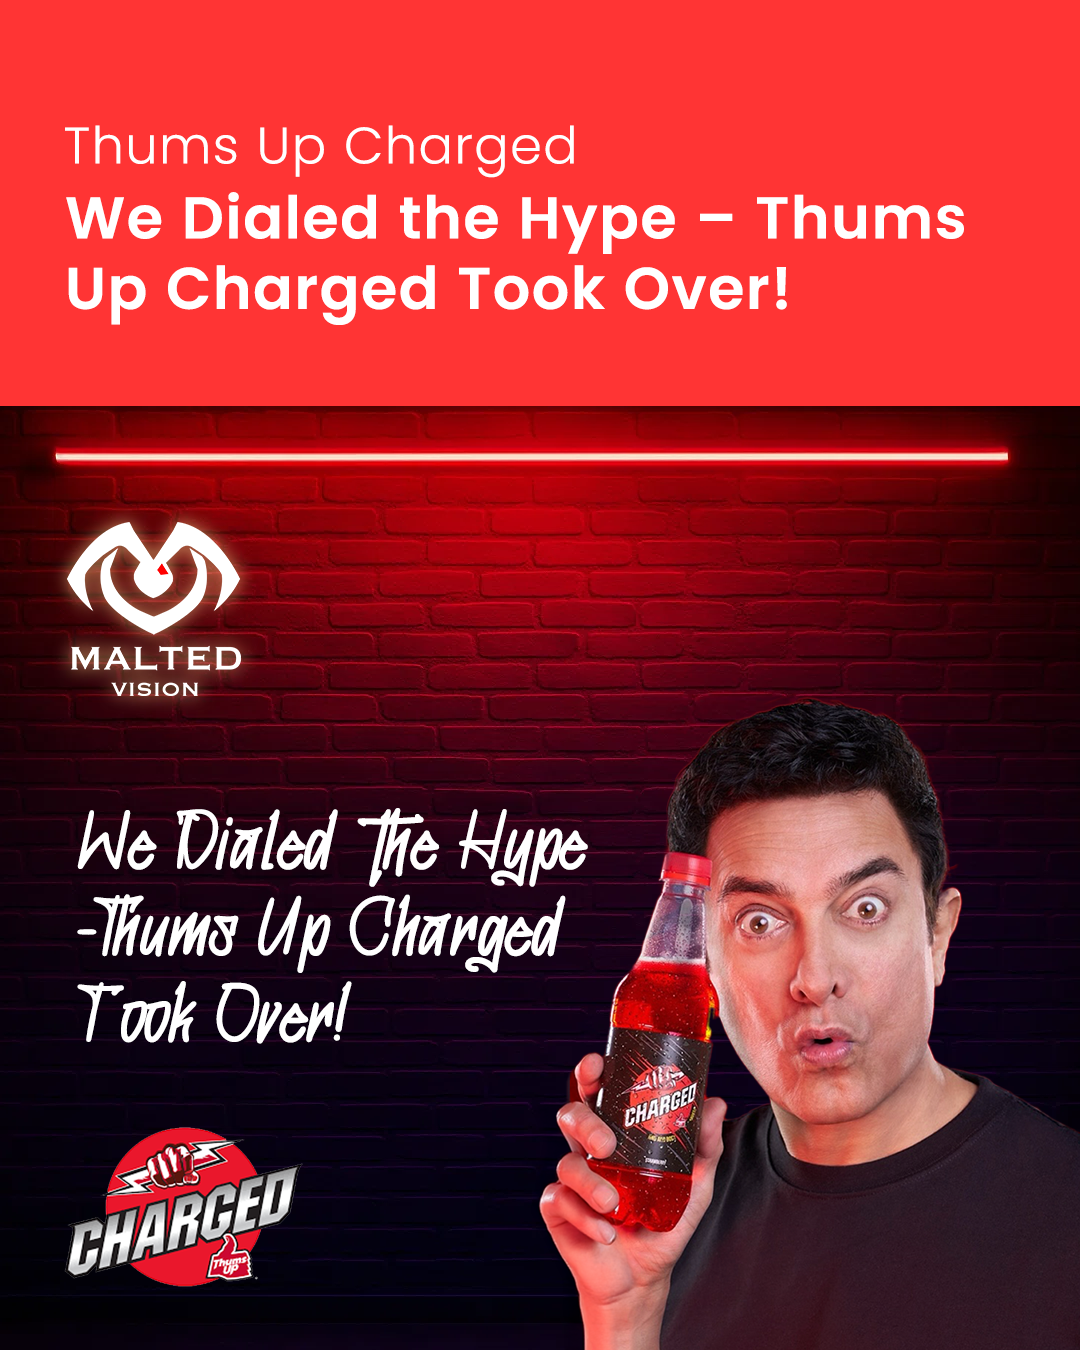 Thums Up Charged
We Dialed the Hype – Thums
Up Charged Took Over!
MALTED
VISION
We Dialed The Hype
-Thums Up Charged
Took Over!
CHARGED
STRAWBURST
CHARGED
Thums
Up